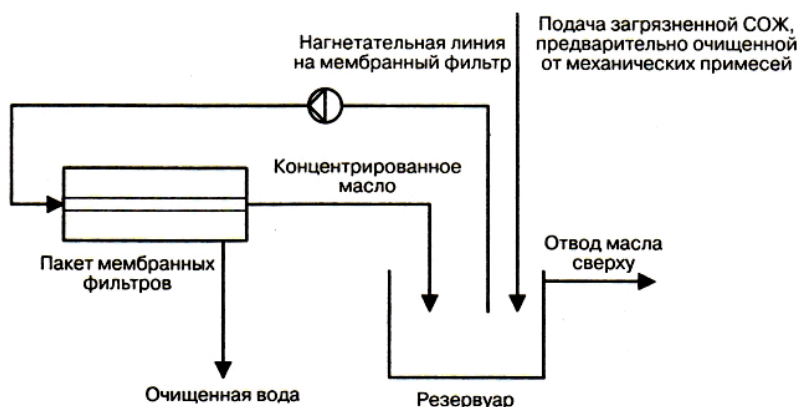 Подача загрязненной СОЖ,
предварительно очищенной
от механических примесей
Нагнетательная линия
на мембранный фильтр
Концентрированное
масло
Отвод масла
сверху
Пакет мембранных
фильтров
Очищенная вода
Резервуар